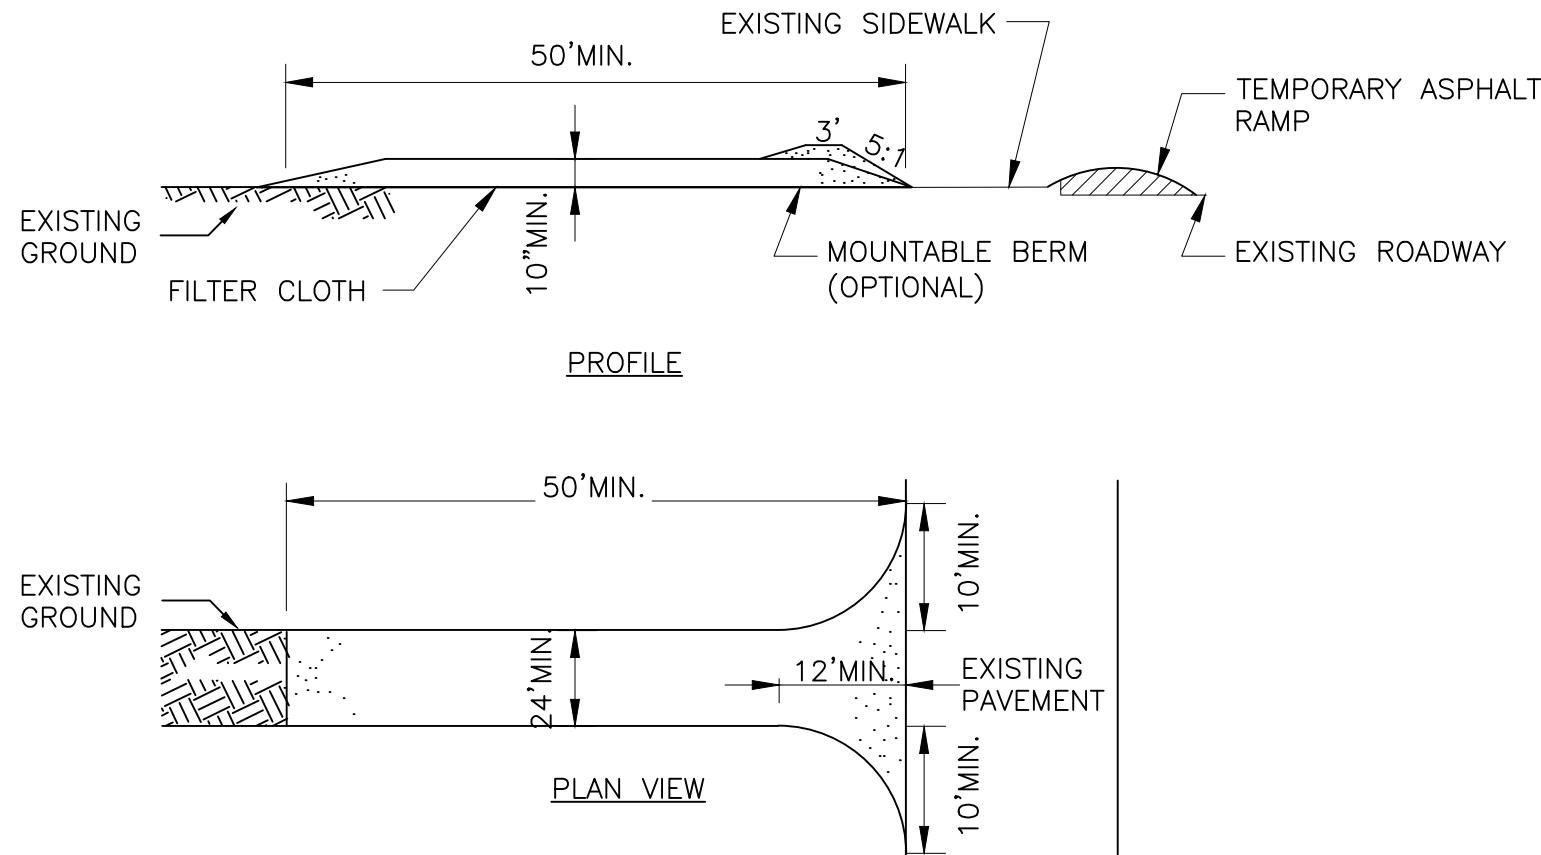 EXISTING SIDEWALK
50'MIN.
TEMPORARY ASPHALT
RAMP
3'
5:1
EXISTING
GROUND
10"MIN.
MOUNTABLE BERM
(OPTIONAL)
EXISTING ROADWAY
FILTER CLOTH
PROFILE
50'MIN.
10'MIN.
EXISTING
GROUND
24'MIN.
12'MIN.
EXISTING
PAVEMENT
10'MIN.
PLAN VIEW